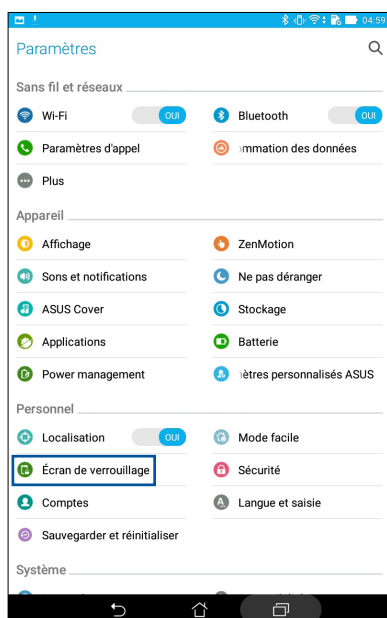 04:59
Paramètres
Sans fil et réseaux
Wi-Fi OUI Bluetooth OUI
Paramètres d'appel mmation des données
Plus
Appareil
Affichage ZenMotion
Sons et notifications Ne pas déranger
ASUS Cover Stockage
Applications Batterie
Power management ètres personnalisés ASUS
Personnel
Localisation OUI Mode facile
Écran de verrouillage Sécurité
Comptes A Langue et saisie
Sauvegarder et réinitialiser
Système